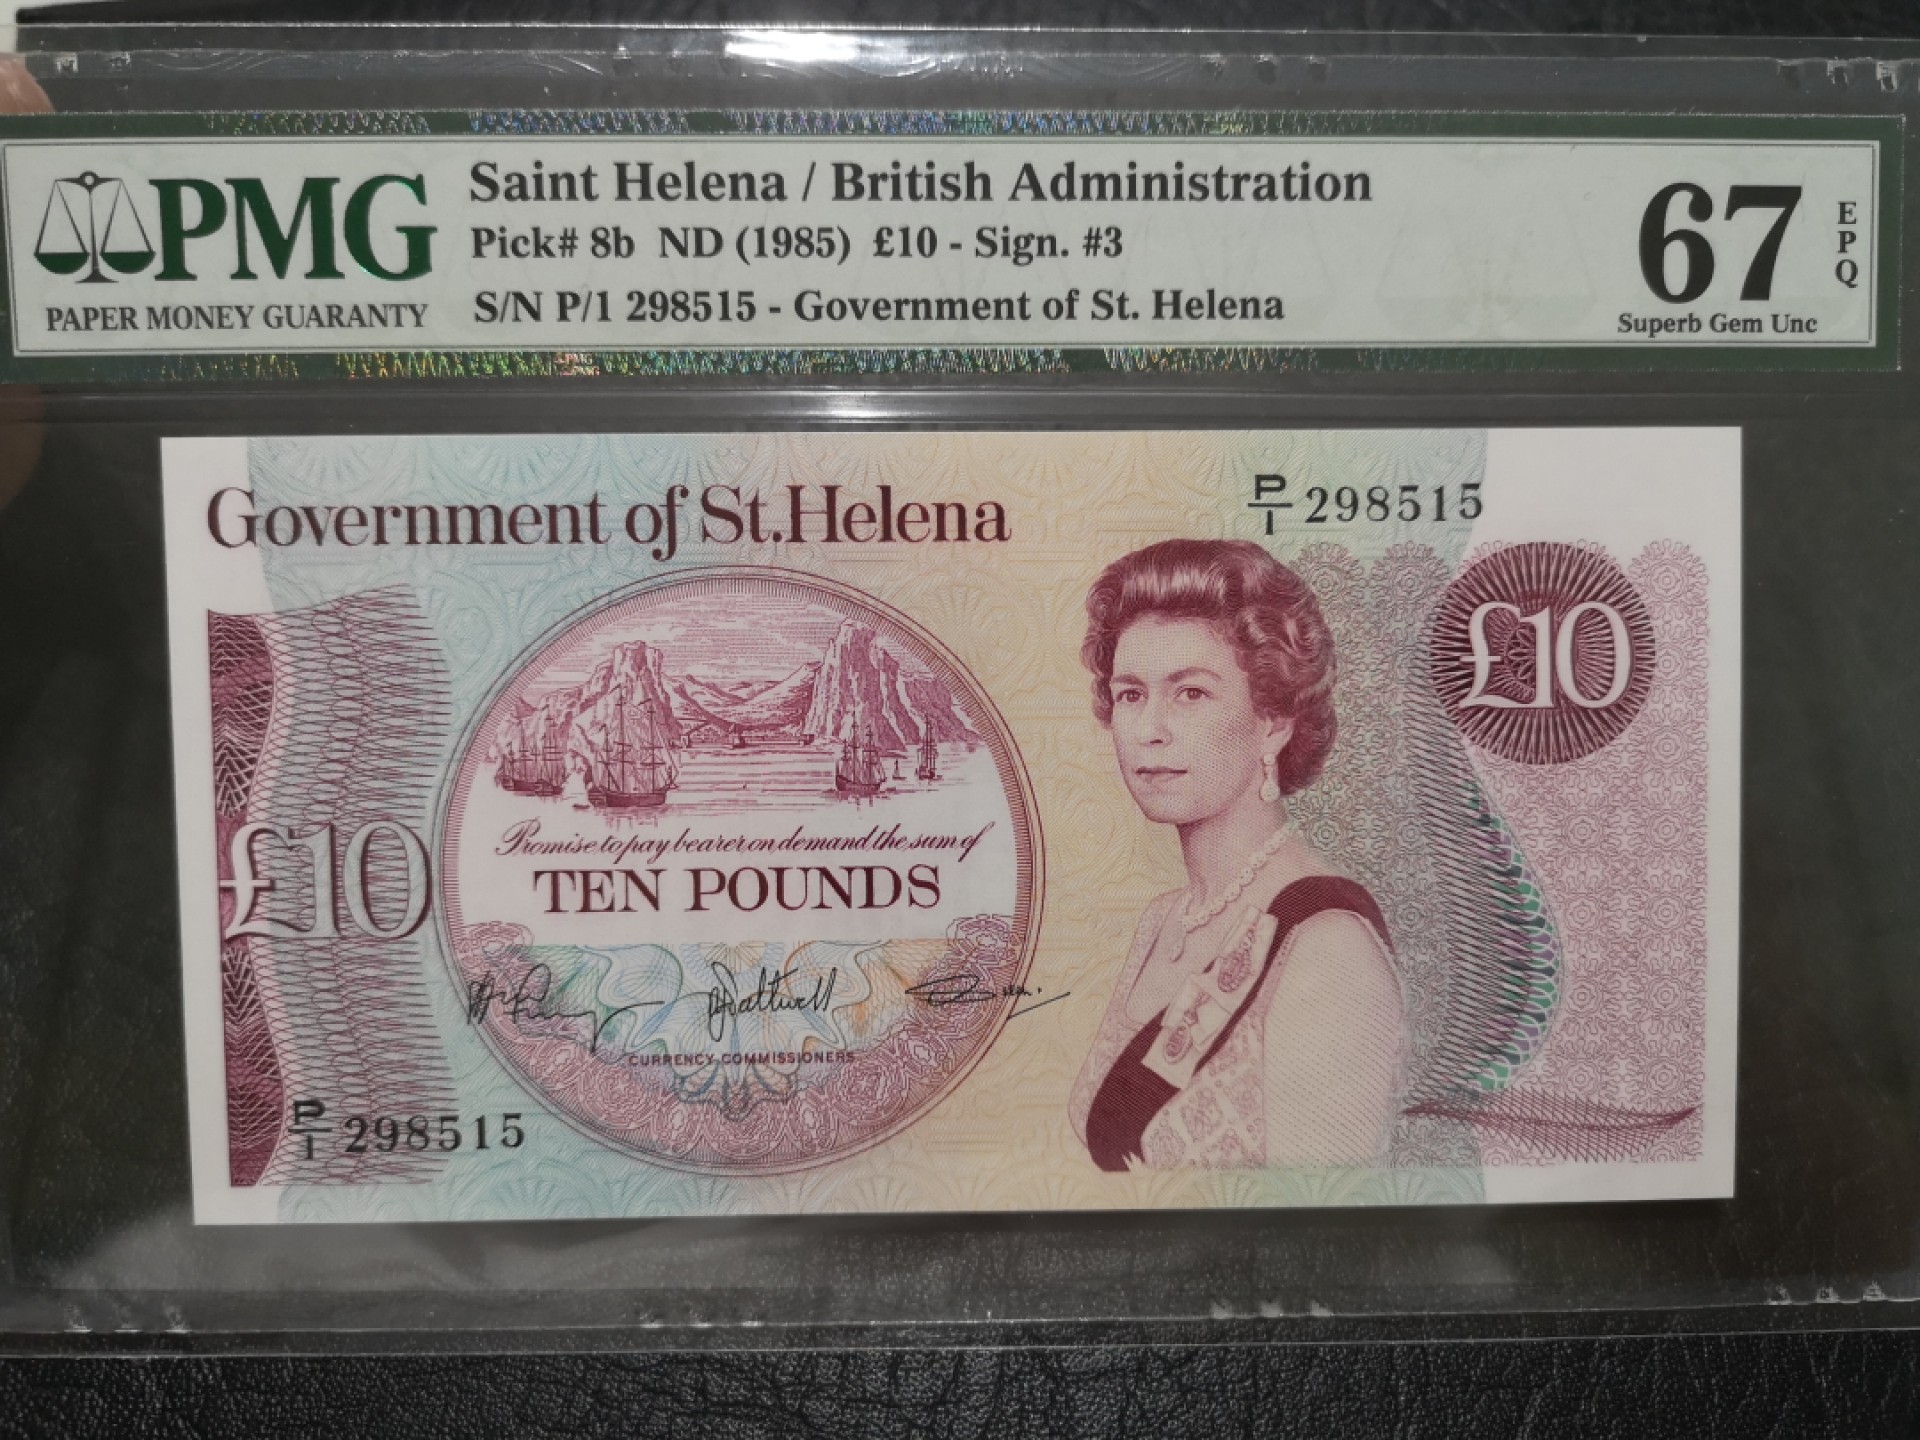 PMG
PAPER MONEY GUARANTY
Saint Helena / British Administration
Pick# 8b ND (1985) £10 - Sign. #3
S/N P/1 298515 - Government of St. Helena
67
EPQ
Superb Gem Unc
Government of St. Helena
P/1 298515
£10
Promise to pay bearer on demand the sum of
TEN POUNDS
£10
CURRENCY COMMISSIONERS
P/1 298515